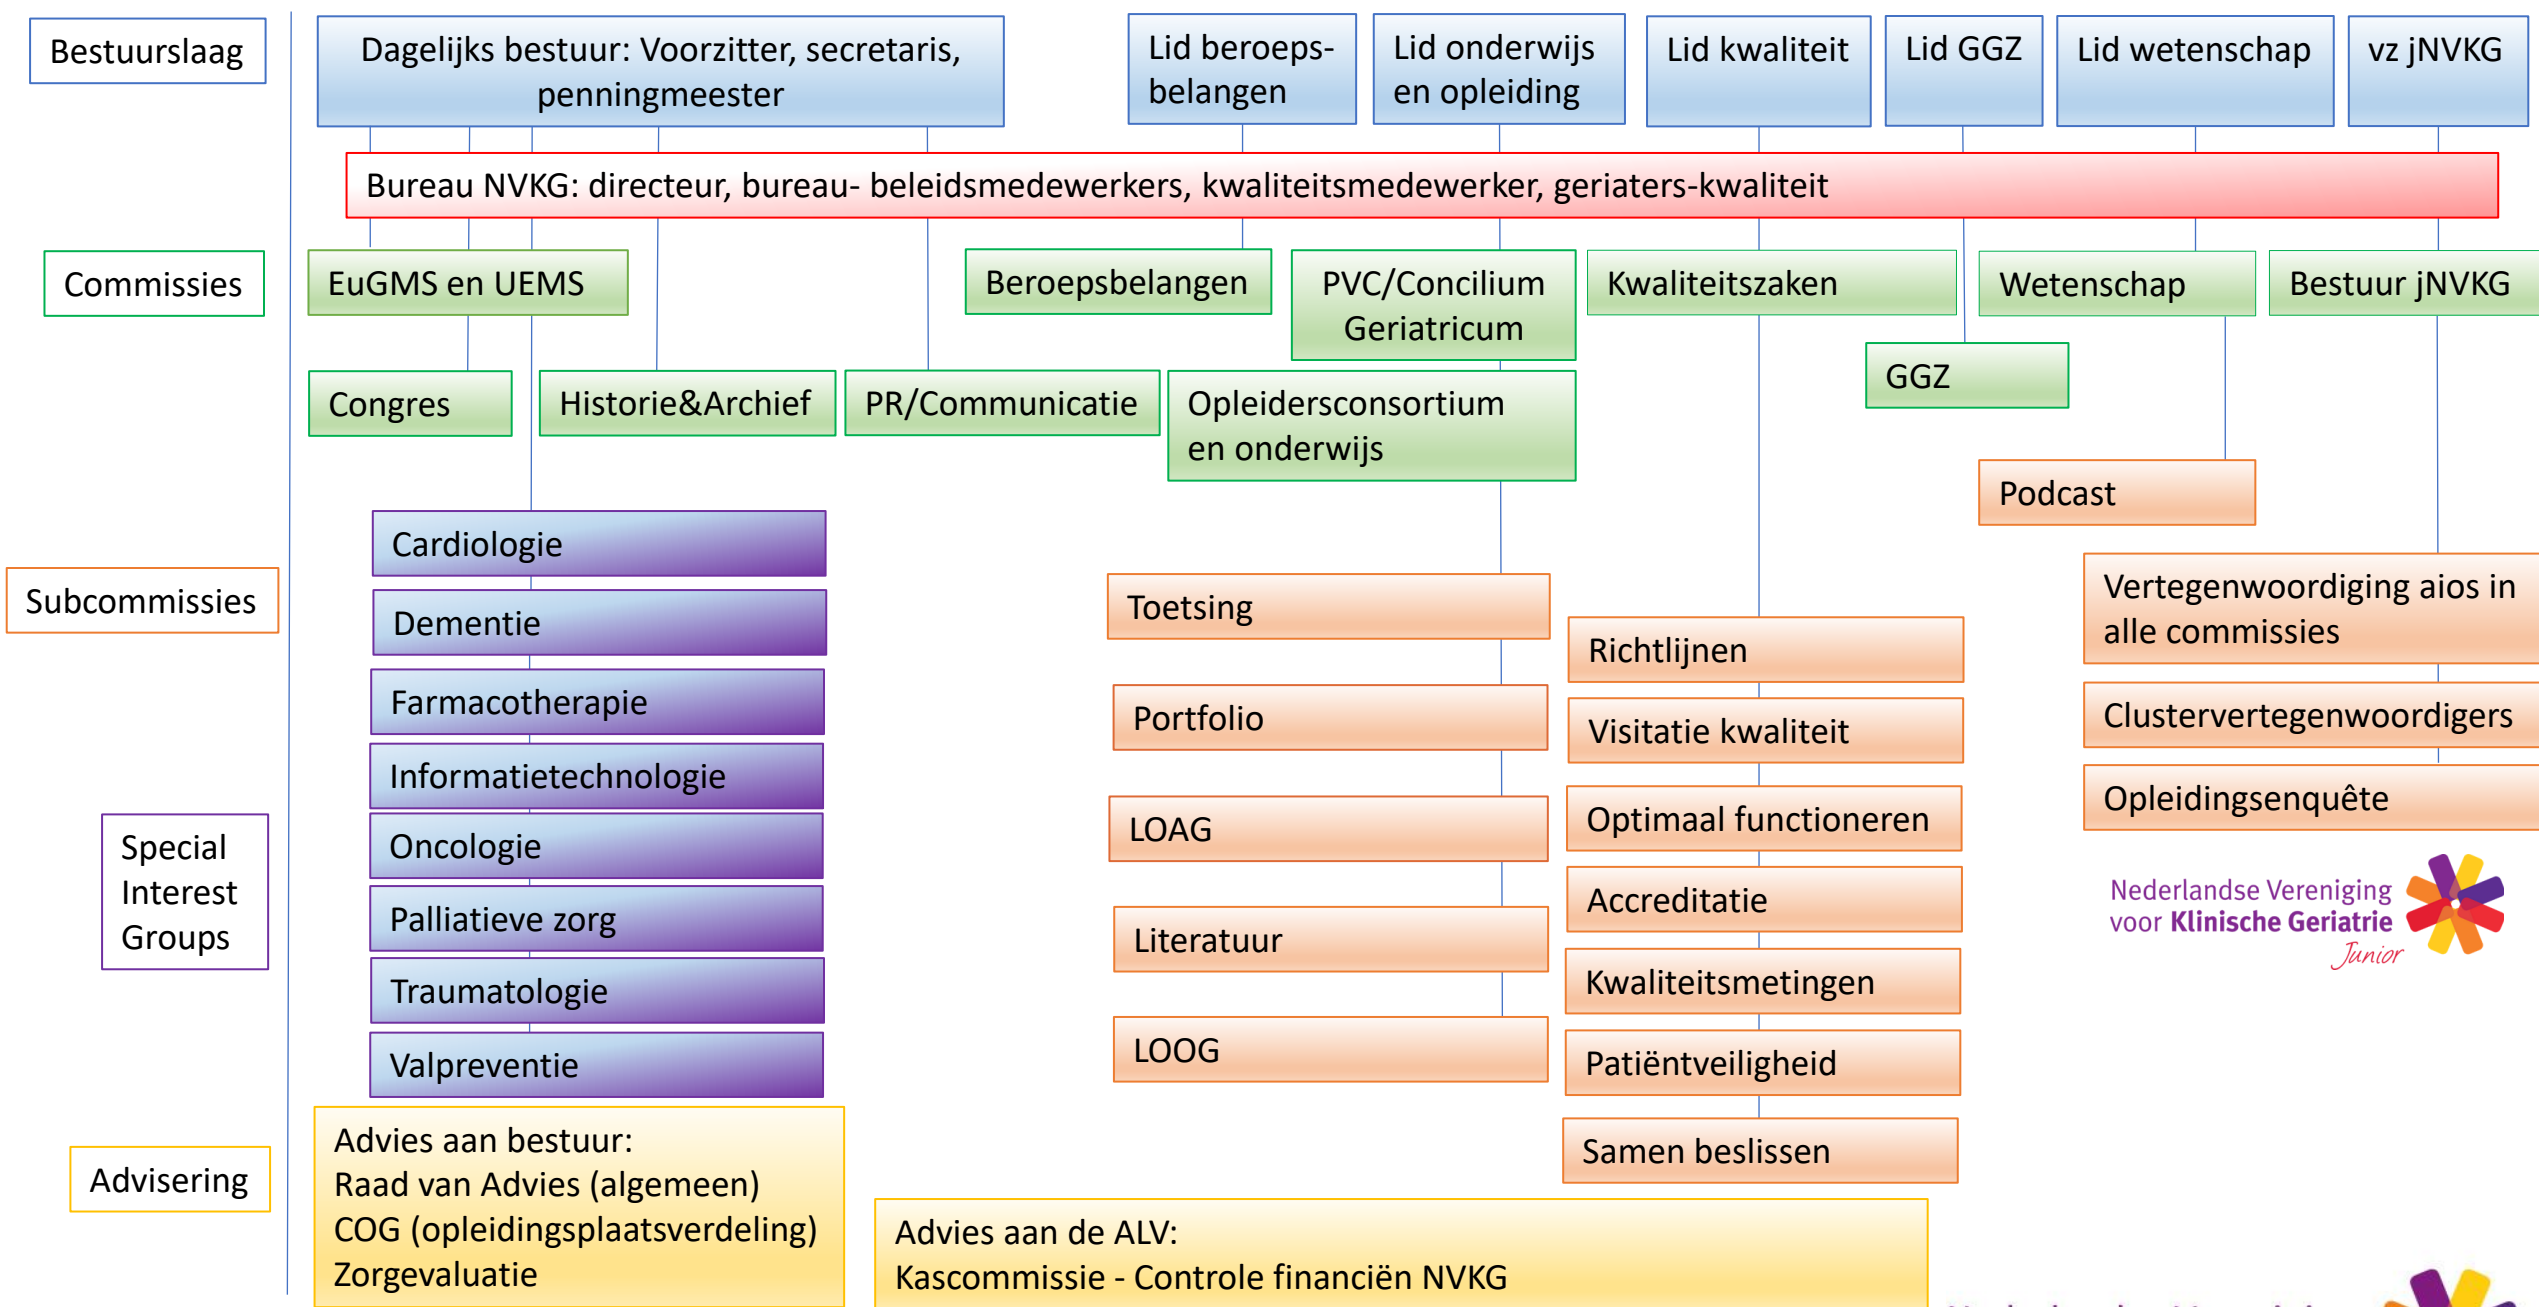 Bestuurslaag
Dagelijks bestuur: Voorzitter, secretaris,
penningmeester
Lid beroeps-
belangen
Lid onderwijs
en opleiding
Lid kwaliteit
Lid GGZ
Lid wetenschap
vz jNVKG
Bureau NVKG: directeur, bureau- beleidsmedewerkers, kwaliteitsmedewerker, geriaters-kwaliteit
Commissies
EuGMS en UEMS
Beroepsbelangen
PVC/Concilium
Geriatricum
Kwaliteitszaken
Wetenschap
Bestuur jNVKG
Congres
Historie&Archief
PR/Communicatie
Opleidersconsortium
en onderwijs
GGZ
Podcast
Subcommissies
Special
Interest
Groups
Cardiologie
Dementie
Farmacotherapie
Informatietechnologie
Oncologie
Palliatieve zorg
Traumatologie
Valpreventie
Toetsing
Portfolio
LOAG
Literatuur
LOOG
Richtlijnen
Visitatie kwaliteit
Optimaal functioneren
Accreditatie
Kwaliteitsmetingen
Patiëntveiligheid
Samen beslissen
Vertegenwoordiging aios in
alle commissies
Clustervertegenwoordigers
Opleidingsenquête
Nederlandse Vereniging
voor Klinische Geriatrie
Junior
Advisering
Advies aan bestuur:
Raad van Advies (algemeen)
COG (opleidingsplaatsverdeling)
Zorgevaluatie
Advies aan de ALV:
Kascommissie - Controle financiën NVKG